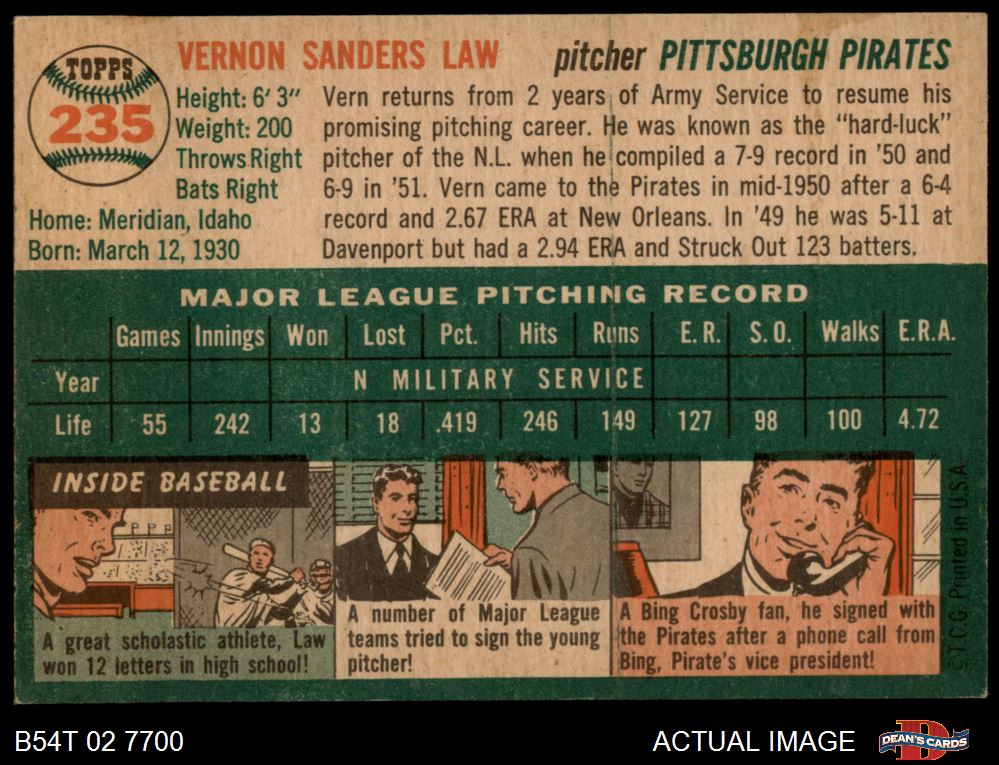 TOPPS
235
VERNON SANDERS LAW
pitcher PITTSBURGH PIRATES
Height: 6' 3"
Weight: 200
Throws Right
Bats Right
Home: Meridian, Idaho
Born: March 12, 1930
Vern returns from 2 years of Army Service to resume his
promising pitching career. He was known as the "hard-luck"
pitcher of the N.L. when he compiled a 7-9 record in '50 and
6-9 in '51. Vern came to the Pirates in mid-1950 after a 6-4
record and 2.67 ERA at New Orleans. In '49 he was 5-11 at
Davenport but had a 2.94 ERA and Struck Out 123 batters.
MAJOR LEAGUE PITCHING RECORD
Games Innings Won Lost Pct. Hits Runs E. R. S. O. Walks E.R.A.
Year N MILITARY SERVICE
Life 55 242 13 18 .419 246 149 127 98 100 4.72
INSIDE BASEBALL
A great scholastic athlete, Law
won 12 letters in high school!
A number of Major League
teams tried to sign the young
pitcher!
A Bing Crosby fan, he signed with
the Pirates after a phone call from
Bing, Pirate's vice president!
© T.C.G. Printed in U.S.A.
B54T 02 7700
ACTUAL IMAGE
DEAN'S CARDS